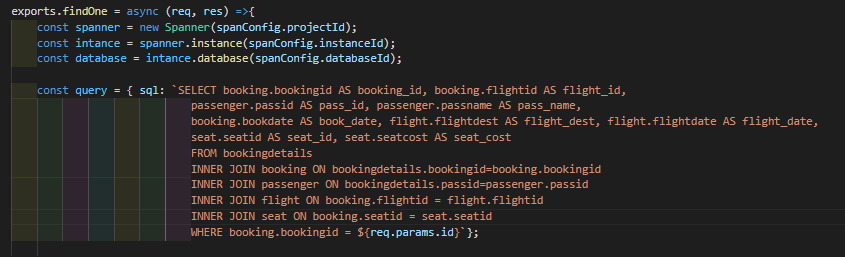 exports.findOne = async (req, res) =>{
const spanner = new Spanner(spanConfig.projectId);
const intance = spanner.instance(spanConfig.instanceId);
const database = intance.database(spanConfig.databaseId);
const query = { sql: `SELECT booking.bookingid AS booking_id, booking.flightid AS flight_id,
passenger.passid AS pass_id, passenger.passname AS pass_name,
booking.bookdate AS book_date, flight.flightdest AS flight_dest, flight.flightdate AS flight_date,
seat.seatid AS seat_id, seat.seatcost AS seat_cost
FROM bookingdetails
INNER JOIN booking ON bookingdetails.bookingid=booking.bookingid
INNER JOIN passenger ON bookingdetails.passid=passenger.passid
INNER JOIN flight ON booking.flightid = flight.flightid
INNER JOIN seat ON booking.seatid = seat.seatid
WHERE booking.bookingid = ${req.params.id}`};